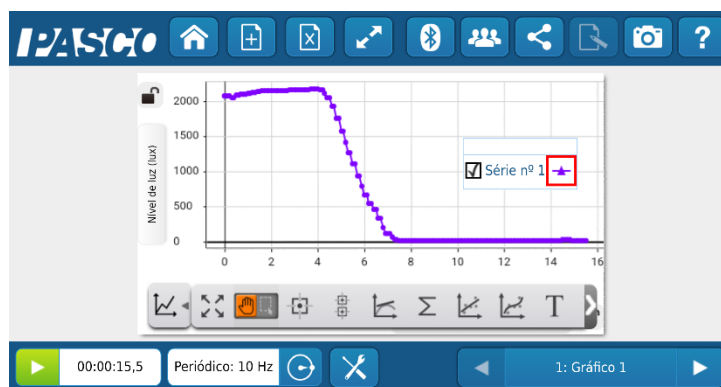 PASCO
?
2000
1500
1000
500
0
Nível de luz (lux)
Série nº 1
0 2 4 6 8 10 12 14 16
Σ
T
00:00:15,5
Periódico: 10 Hz
1: Gráfico 1